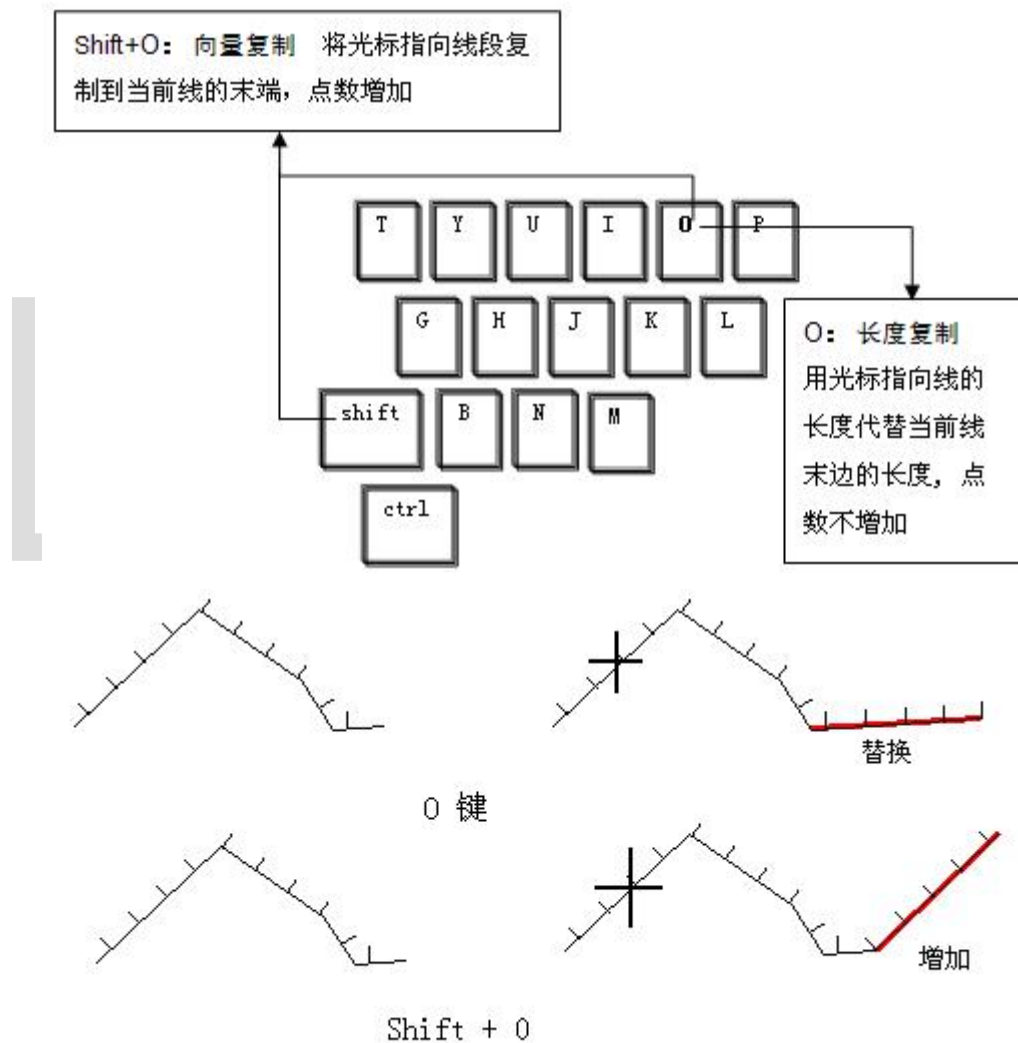 Shift+O： 向量复制 将光标指向线段复
制到当前线的末端，点数增加
T Y U I O P
G H J K L
O： 长度复制
用光标指向线的
长度代替当前线
末边的长度，点
数不增加
shift B N M
ctrl
替换
O 键
增加
Shift + O